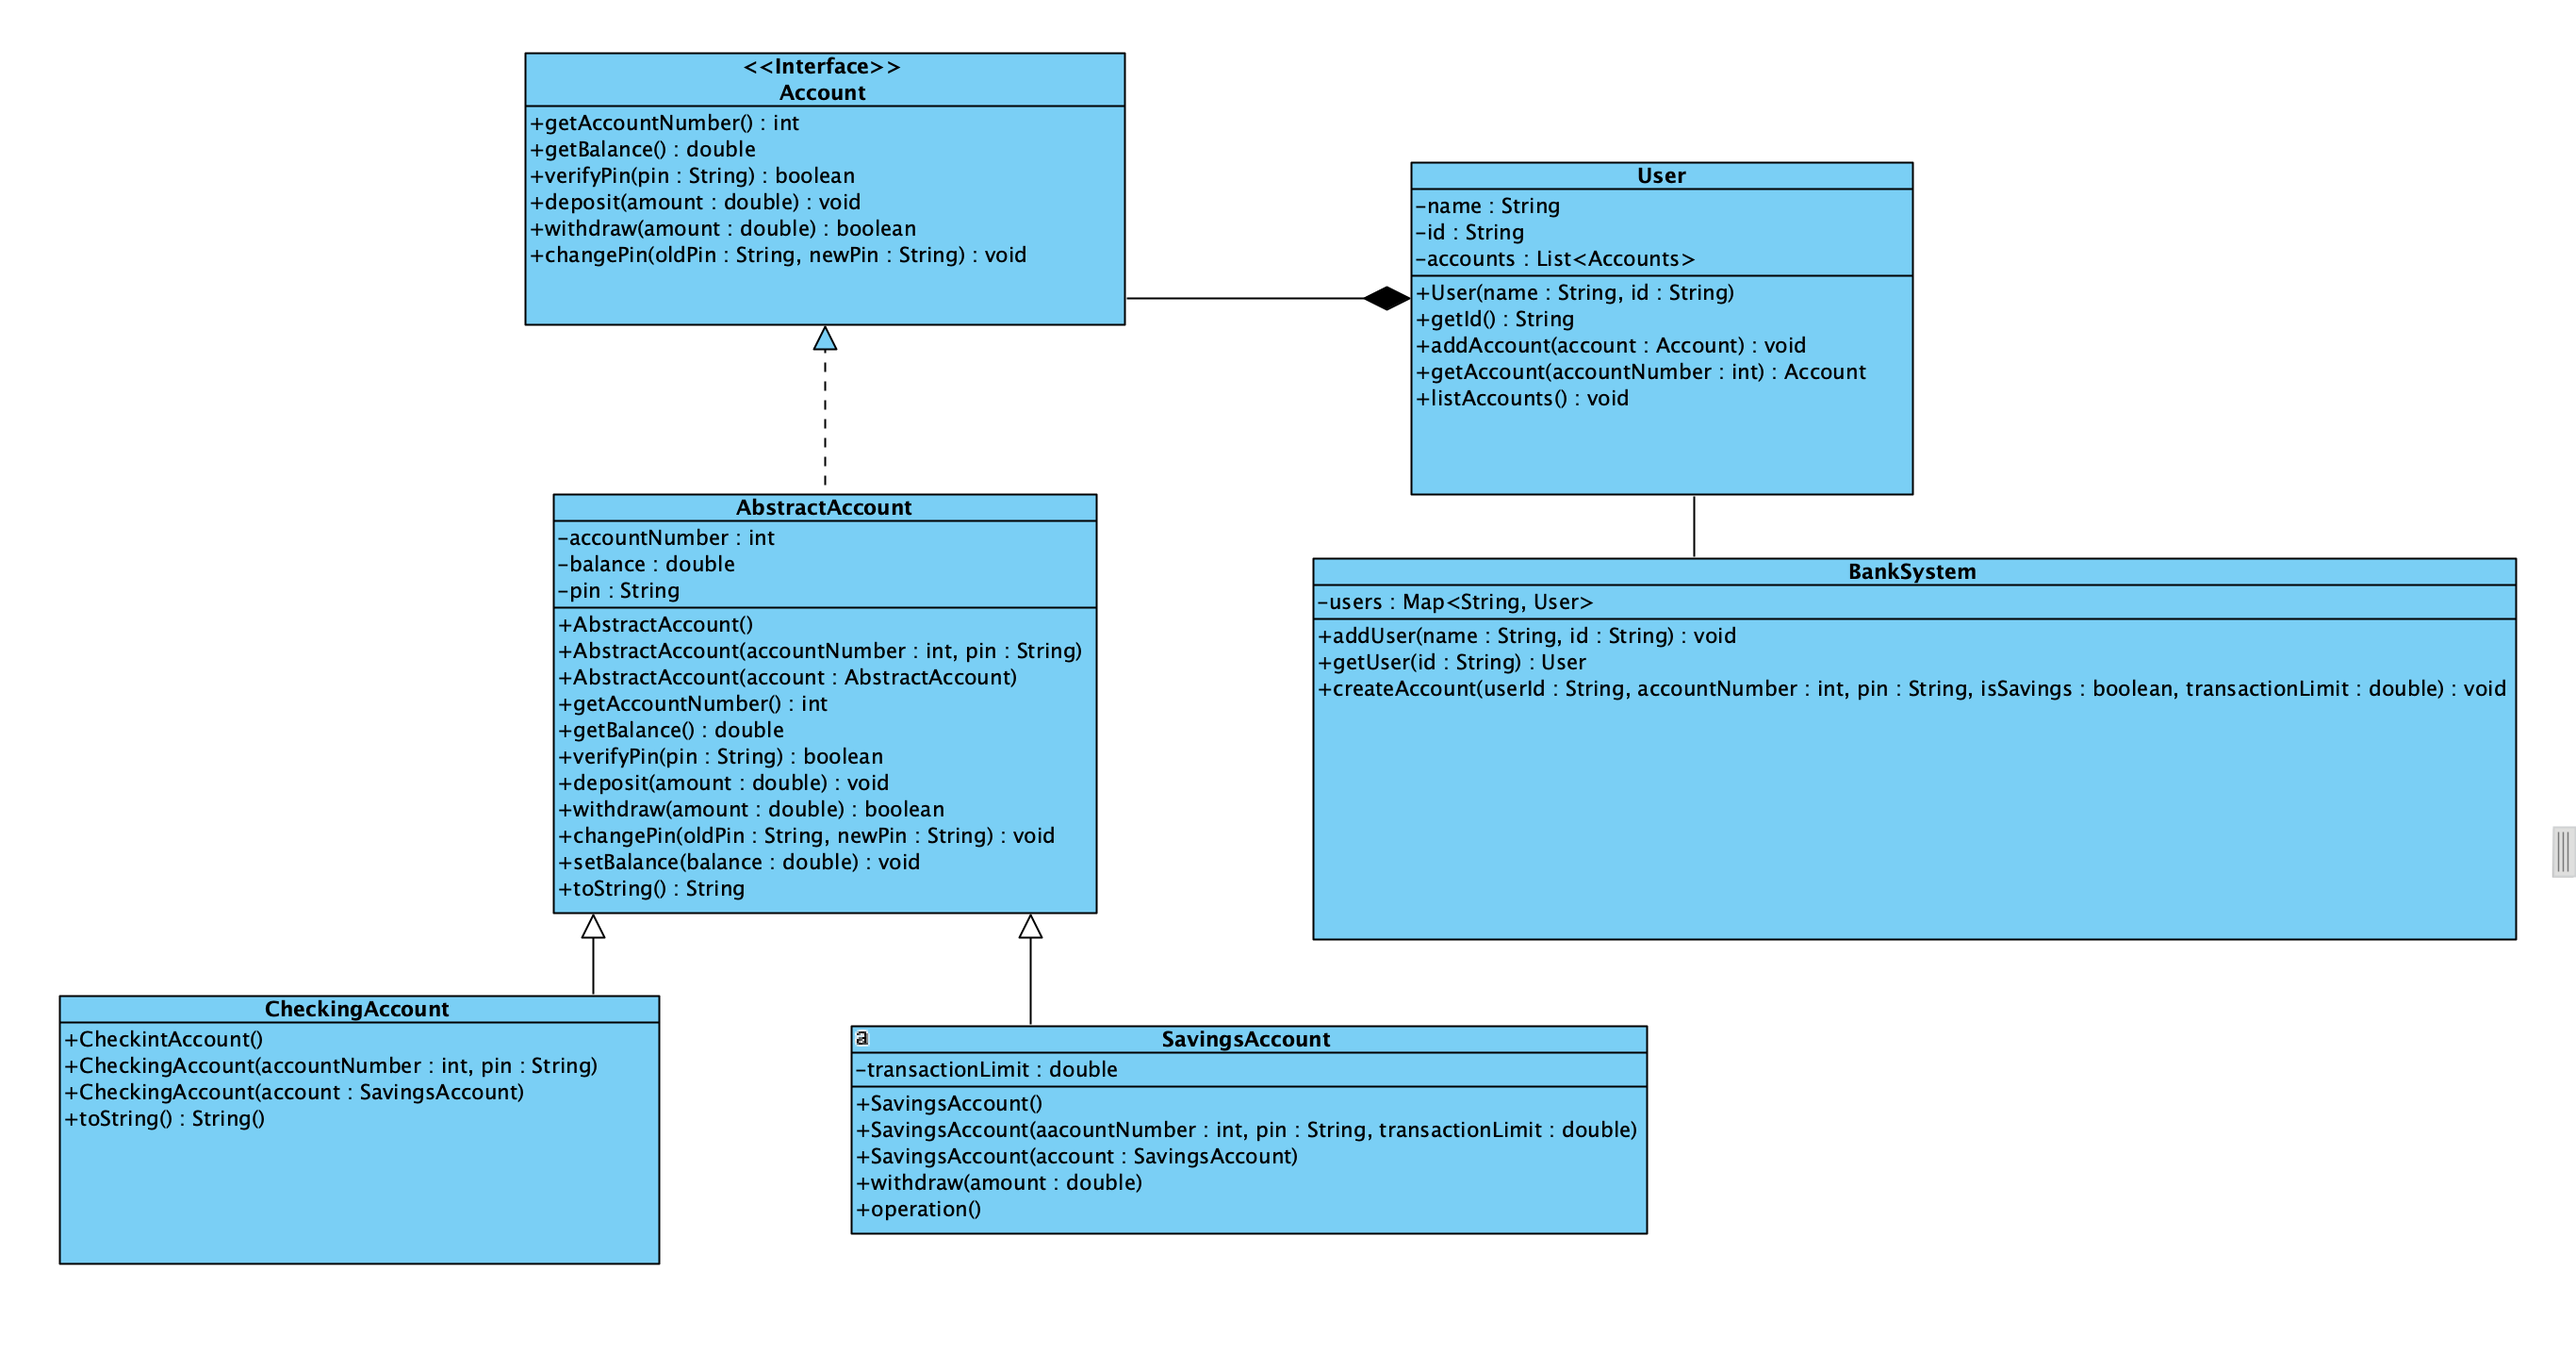 <<Interface>>
Account
+getAccountNumber() : int
+getBalance() : double
+verifyPin(pin : String) : boolean
+deposit(amount : double) : void
+withdraw(amount : double) : boolean
+changePin(oldPin : String, newPin : String) : void
User
-name : String
-id : String
-accounts : List<Accounts>
+User(name : String, id : String)
+getId() : String
+addAccount(account : Account) : void
+getAccount(accountNumber : int) : Account
+listAccounts() : void
AbstractAccount
-accountNumber : int
-balance : double
-pin : String
+AbstractAccount()
+AbstractAccount(accountNumber : int, pin : String)
+AbstractAccount(account : AbstractAccount)
+getAccountNumber() : int
+getBalance() : double
+verifyPin(pin : String) : boolean
+deposit(amount : double) : void
+withdraw(amount : double) : boolean
+changePin(oldPin : String, newPin : String) : void
+setBalance(balance : double) : void
+toString() : String
BankSystem
-users : Map<String, User>
+addUser(name : String, id : String) : void
+getUser(id : String) : User
+createAccount(userId : String, accountNumber : int, pin : String, isSavings : boolean, transactionLimit : double) : void
CheckingAccount
+CheckintAccount()
+CheckingAccount(accountNumber : int, pin : String)
+CheckingAccount(account : SavingsAccount)
+toString() : String()
a
SavingsAccount
-transactionLimit : double
+SavingsAccount()
+SavingsAccount(aacountNumber : int, pin : String, transactionLimit : double)
+SavingsAccount(account : SavingsAccount)
+withdraw(amount : double)
+operation()